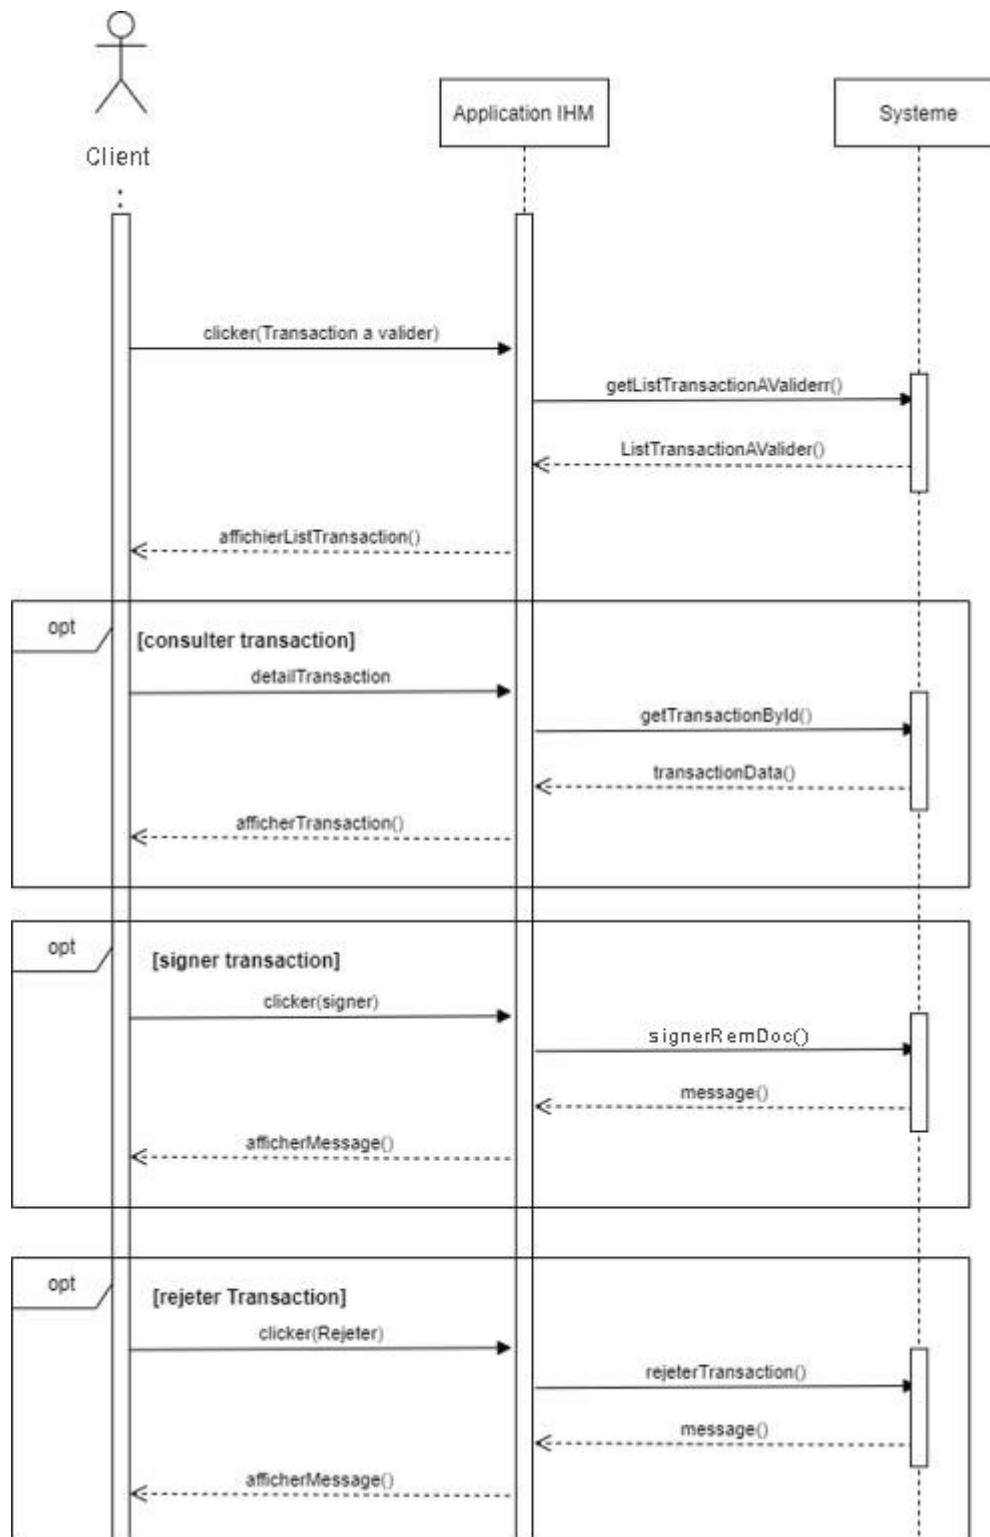 Application IHM
Systeme
Client
clicker(Transaction a valider)
getListTransactionAValiderr()
ListTransactionAValider()
affichierListTransaction()
opt
[consulter transaction]
detailTransaction
getTransactionById()
transactionData()
afficherTransaction()
opt
[signer transaction]
clicker(signer)
signerRemDoc()
message()
afficherMessage()
opt
[rejeter Transaction]
clicker(Rejeter)
rejeterTransaction()
message()
afficherMessage()